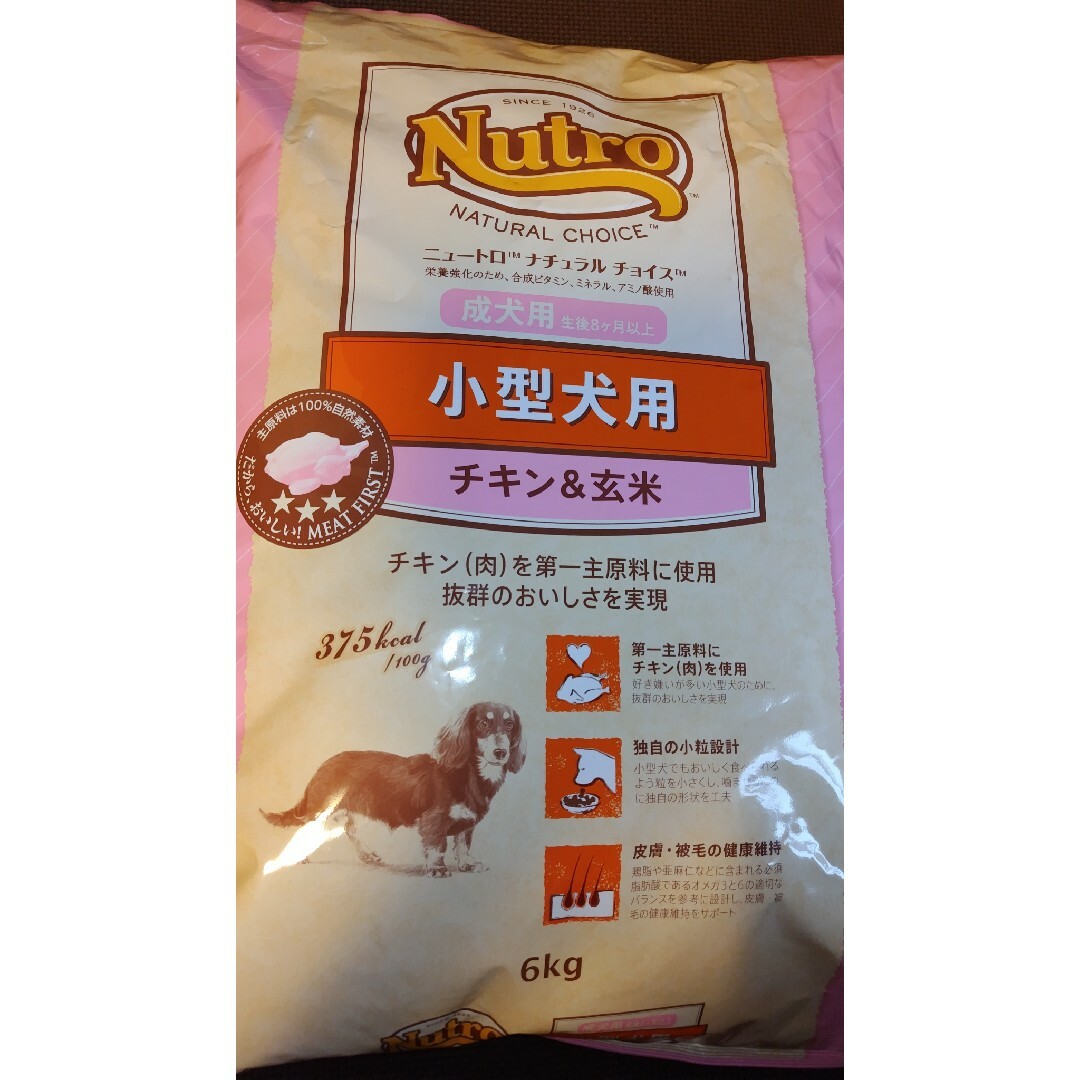 SINCE 1926
Nutro™
NATURAL CHOICE™
ニュートロ™ ナチュラル チョイス™
栄養強化のため、合成ビタミン、ミネラル、アミノ酸使用
成犬用 生後8ヶ月以上
小型犬用
チキン&玄米
主原料は100%自然素材
だから、おいしい! MEAT FIRST™
チキン(肉)を第一主原料に使用
抜群のおいしさを実現
375kcal
/100g
第一主原料に
チキン(肉)を使用
好き嫌いが多い小型犬のために、
抜群のおいしさを実現
独自の小粒設計
小型犬でもおいしく食べ
よう粒を小さくし、噛
に独自の形状を工夫
皮膚・被毛の健康維持
鶏脂や亜麻仁などに含まれる必須
脂肪酸であるオメガ3と6の適切な
バランスを参考に設計し、皮膚
毛の健康維持をサポート
6kg
Nutro
成犬用